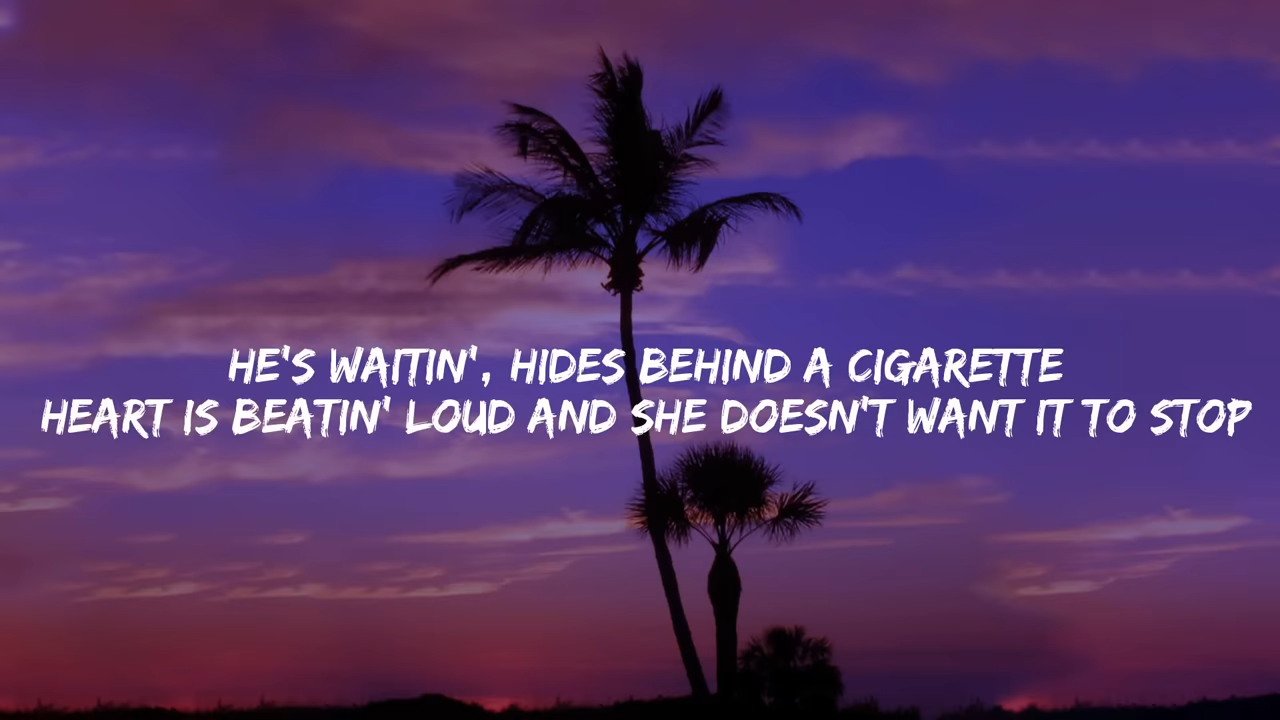 HE'S WAITIN', HIDES BEHIND A CIGARETTE
HEART IS BEATIN' LOUD AND SHE DOESN'T WANT IT TO STOP